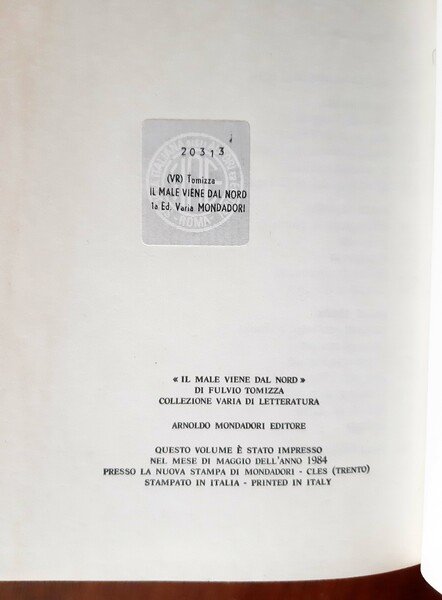 20313
(VR) Tomizza
IL MALE VIENE DAL NORD
1a Ed. Varia MONDADORI
ROMA
« IL MALE VIENE DAL NORD »
DI FULVIO TOMIZZA
COLLEZIONE VARIA DI LETTERATURA
ARNOLDO MONDADORI EDITORE
QUESTO VOLUME È STATO IMPRESSO
NEL MESE DI MAGGIO DELL'ANNO 1984
PRESSO LA NUOVA STAMPA DI MONDADORI - CLES (TRENTO)
STAMPATO IN ITALIA - PRINTED IN ITALY